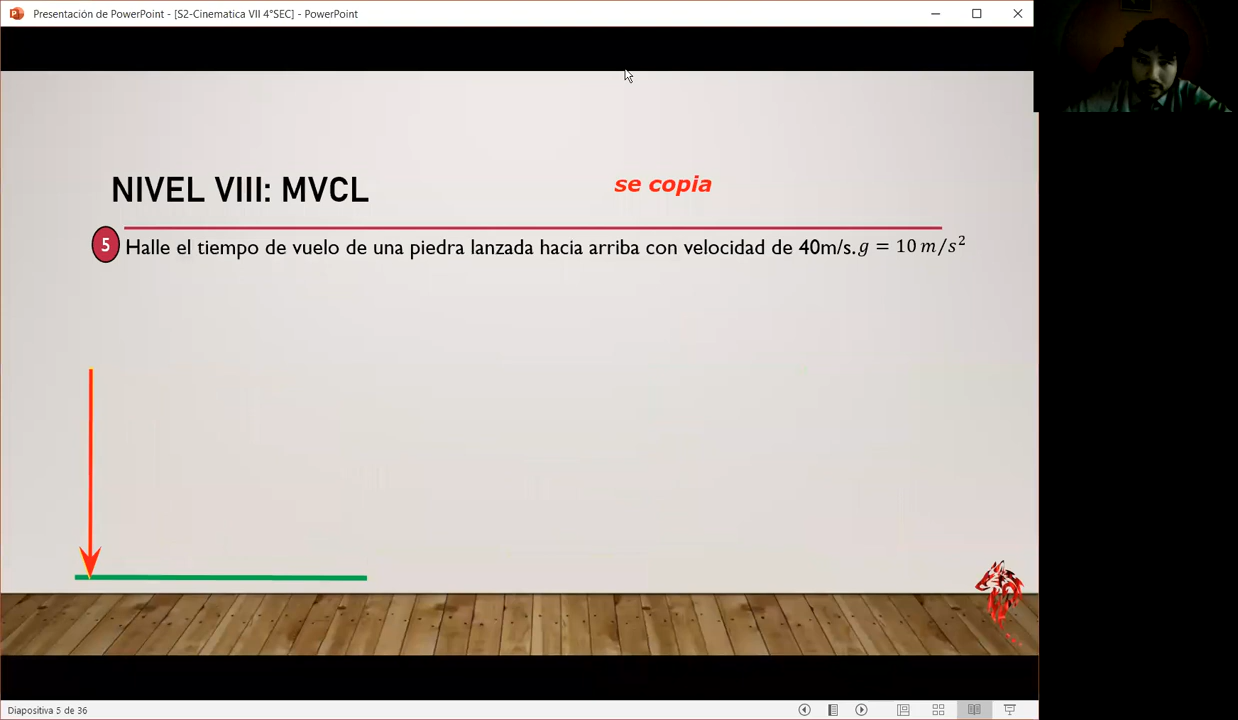 Presentación de PowerPoint - [S2-Cinematica VII 4°SEC] - PowerPoint
NIVEL VIII: MVCL
se copia
5 Halle el tiempo de vuelo de una piedra lanzada hacia arriba con velocidad de 40m/s. g = 10 m/s²
Diapositiva 5 de 36